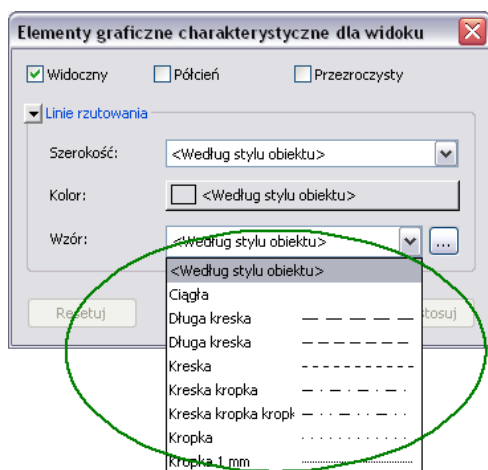 Elementy graficzne charakterystyczne dla widoku
Widoczny Półcień Przezroczysty
Linie rzutowania
Szerokość: <Według stylu obiektu>
Kolor: <Według stylu obiektu>
Wzór: <Według stylu obiektu> ...
<Według stylu obiektu>
Ciągła
Resetuj Długa kreska stosuj
Długa kreska
Kreska
Kreska kropka
Kreska kropka kropk
Kropka
Kropka 1 mm